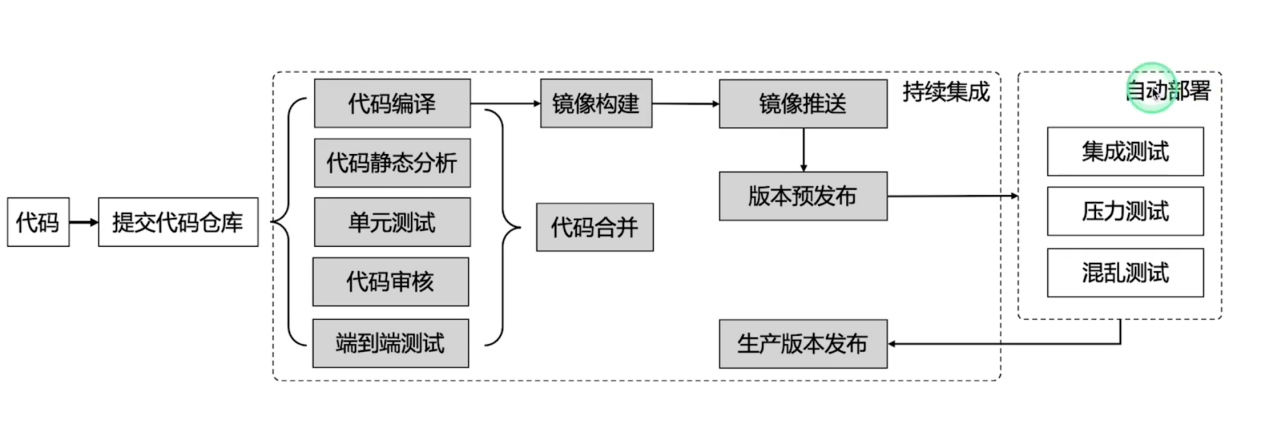 代码
提交代码仓库
代码编译
代码静态分析
单元测试
代码审核
端到端测试
代码合并
镜像构建
镜像推送
版本预发布
生产版本发布
持续集成
自动部署
集成测试
压力测试
混乱测试